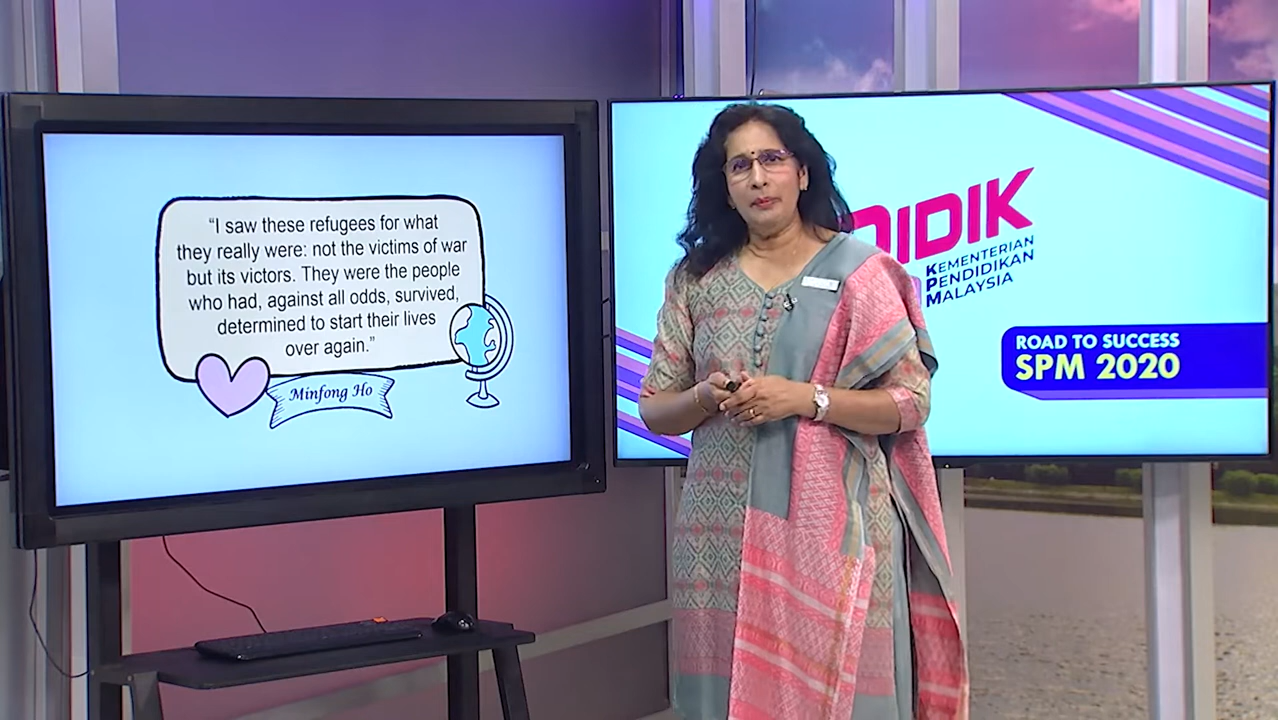 “I saw these refugees for what
they really were: not the victims of war
but its victors. They were the people
who had, against all odds, survived,
determined to start their lives
over again.”
Minfong Ho
DIDIK
KEMENTERIAN
PENDIDIKAN
MALAYSIA
ROAD TO SUCCESS
SPM 2020